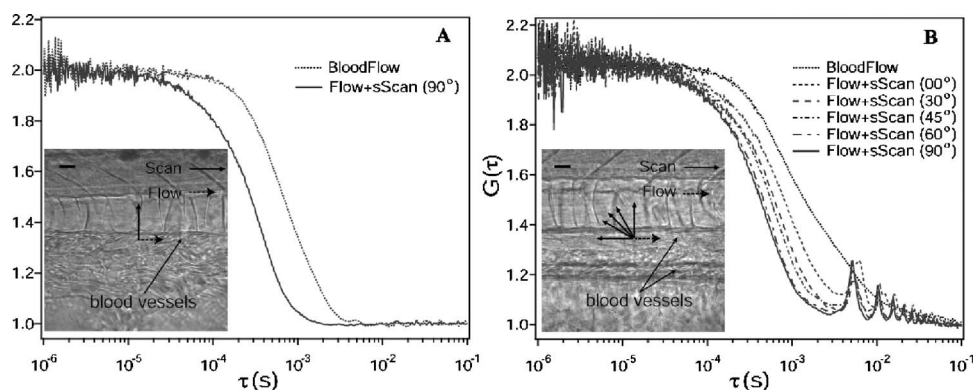 A
2.2
2.0
1.8
1.6
1.4
1.2
1.0
BloodFlow
Flow+sScan (90°)
Scan
Flow
blood vessels
10⁻⁶
10⁻⁵
10⁻⁴
10⁻³
10⁻²
10⁻¹
τ(s)
B
G(τ)
2.2
2.0
1.8
1.6
1.4
1.2
1.0
BloodFlow
Flow+sScan (00°)
Flow+sScan (30°)
Flow+sScan (45°)
Flow+sScan (60°)
Flow+sScan (90°)
Scan
Flow
blood vessels
10⁻⁶
10⁻⁵
10⁻⁴
10⁻³
10⁻²
10⁻¹
τ(s)